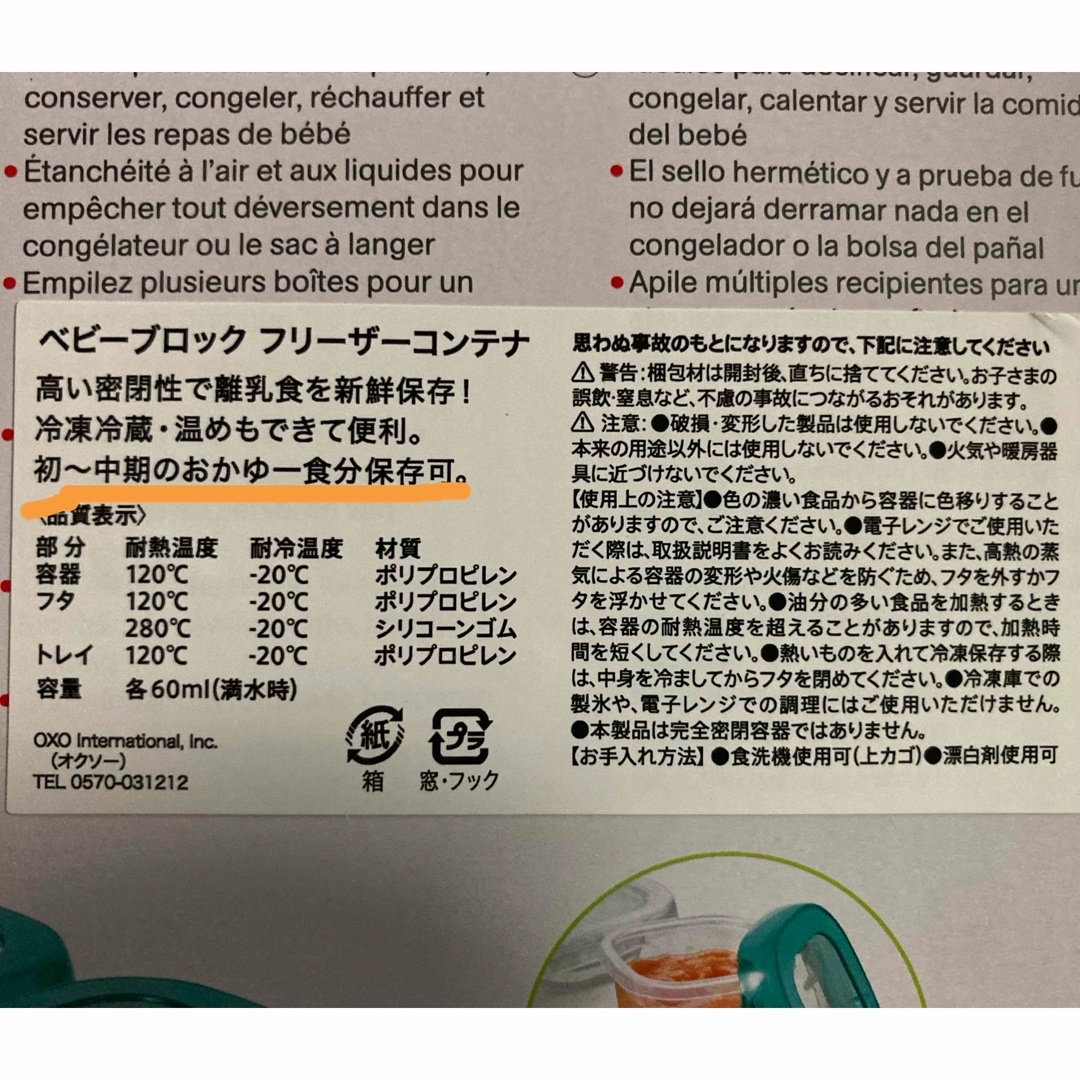 conserver, congeler, réchauffer et
servir les repas de bébé
• Étanchéité à l'air et aux liquides pour
empêcher tout déversement dans le
congélateur ou le sac à langer
• Empilez plusieurs boîtes pour un
congelar, calentar y servir la comid
del bebé
• El sello hermético y a prueba de fu
no dejará derramar nada en el
congelador o la bolsa del pañal
• Apile múltiples recipientes para un
ベビーブロック フリーザーコンテナ
高い密閉性で離乳食を新鮮保存!
冷凍冷蔵・温めもできて便利。
初〜中期のおかゆ一食分保存可。
〈品質表示〉
部分 耐熱温度 耐冷温度 材質
容器 120℃ -20℃ ポリプロピレン
フタ 120℃ -20℃ ポリプロピレン
280℃ -20℃ シリコーンゴム
トレイ 120℃ -20℃ ポリプロピレン
容量 各60ml(満水時)
OXO International, Inc.
(オクソー)
TEL 0570-031212
紙
箱
プラ
窓・フック
思わぬ事故のもとになりますので、下記に注意してください
⚠ 警告:梱包材は開封後、直ちに捨ててください。お子さまの
誤飲・窒息など、不慮の事故につながるおそれがあります。
⚠ 注意:●破損・変形した製品は使用しないでください。●
本来の用途以外には使用しないでください。●火気や暖房器
具に近づけないでください。
【使用上の注意】●色の濃い食品から容器に色移りすること
がありますので、ご注意ください。●電子レンジでご使用いた
だく際は、取扱説明書をよくお読みください。また、高熱の蒸
気による容器の変形や火傷などを防ぐため、フタを外すかフ
タを浮かせてください。●油分の多い食品を加熱するとき
は、容器の耐熱温度を超えることがありますので、加熱時
間を短くしてください。●熱いものを入れて冷凍保存する際
は、中身を冷ましてからフタを閉めてください。●冷凍庫での
製氷や、電子レンジでの調理にはご使用いただけません。
●本製品は完全密閉容器ではありません。
【お手入れ方法】●食洗機使用可(上カゴ)●漂白剤使用可